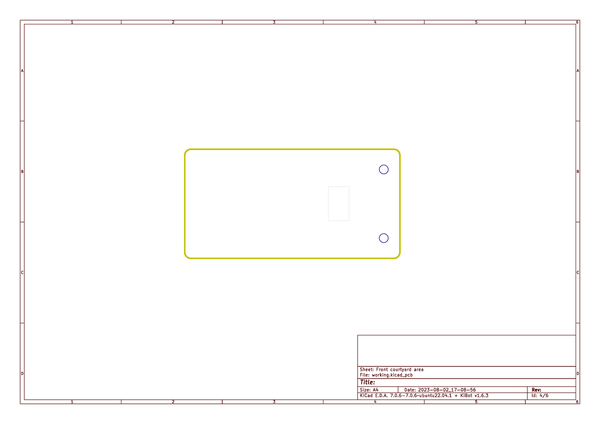 1 2 3 4 5 6
A A
B B
C C
Sheet: Front courtyard area
File: working.kicad_pcb
D D
Title:
Size: A4 Date: 2023-08-02_17-08-56 Rev:
KiCad E.D.A. 7.0.6-7.0.6~ubuntu22.04.1 + KiBot v1.6.3 Id: 4/6
1 2 3 4 5 6